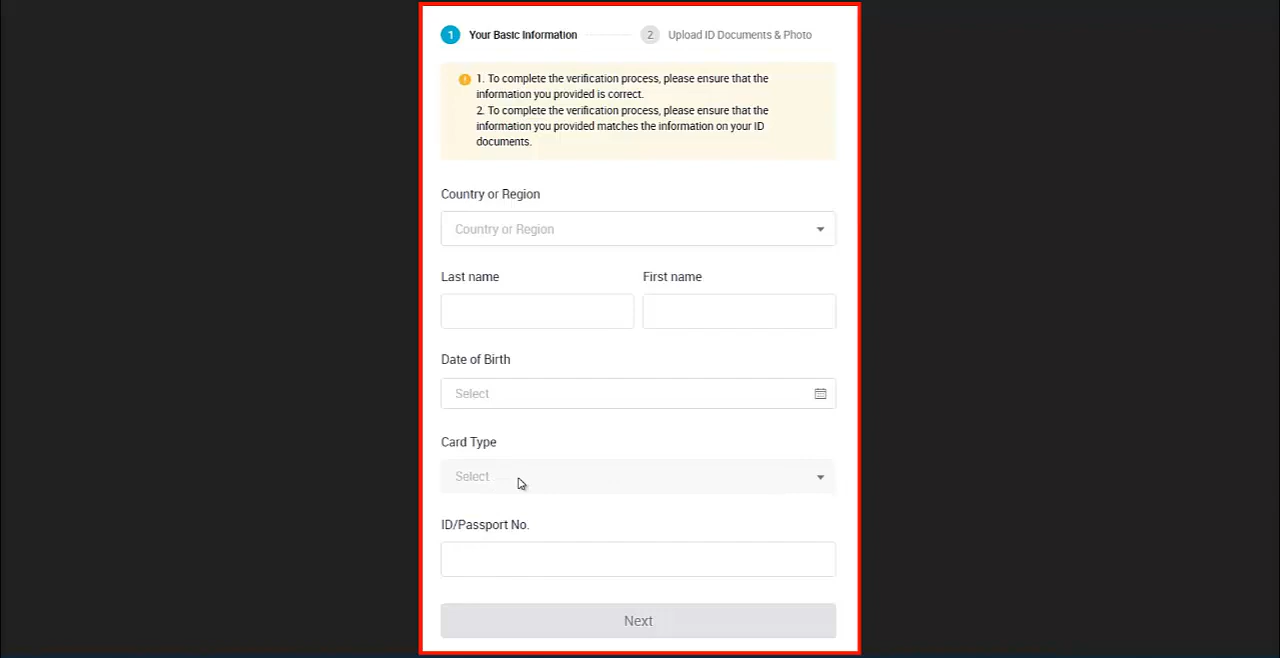 1 Your Basic Information 2 Upload ID Documents & Photo
1. To complete the verification process, please ensure that the
information you provided is correct.
2. To complete the verification process, please ensure that the
information you provided matches the information on your ID
documents.
Country or Region
Country or Region
Last name First name
Date of Birth
Select
Card Type
Select
ID/Passport No.
Next